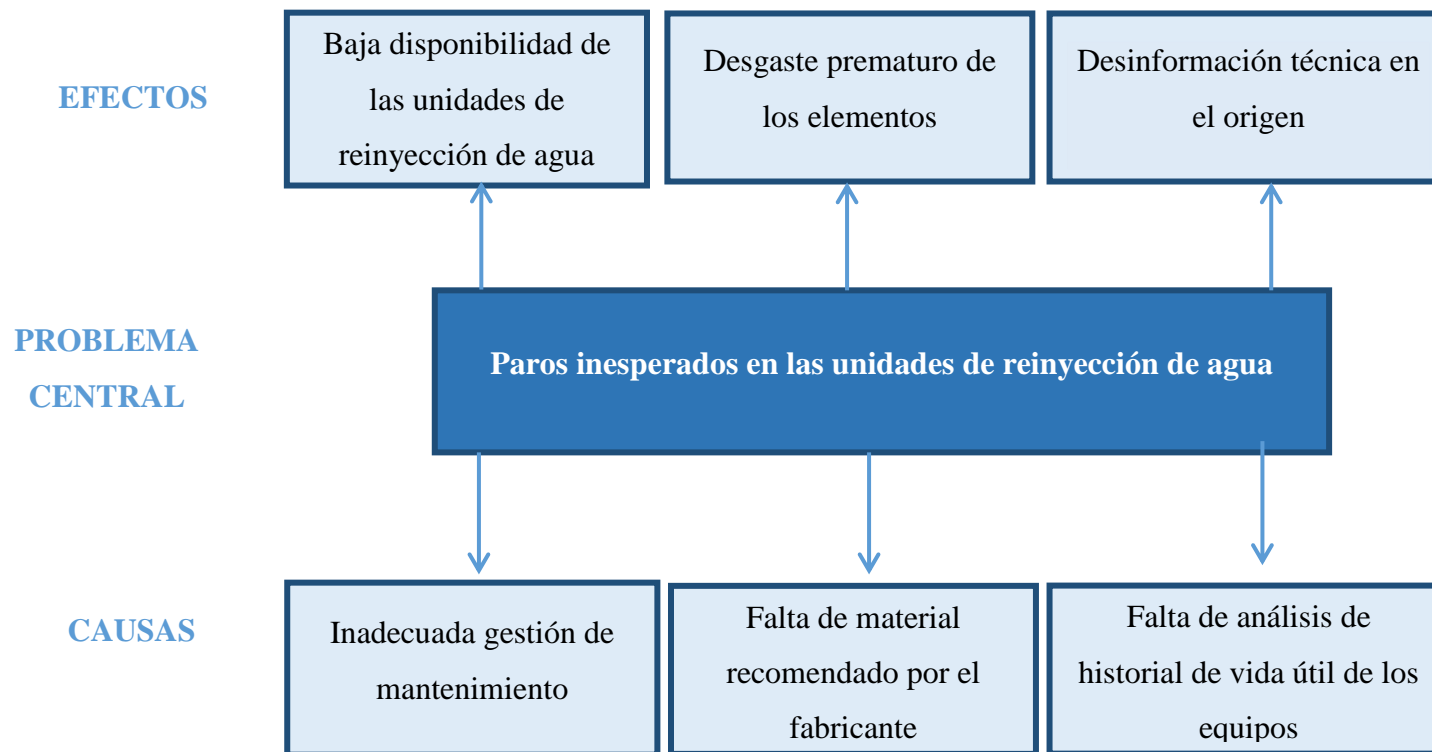 EFECTOS
Baja disponibilidad de
las unidades de
reinyección de agua
Desgaste prematuro de
los elementos
Desinformación técnica en
el origen
PROBLEMA
CENTRAL
Paros inesperados en las unidades de reinyección de agua
CAUSAS
Inadecuada gestión de
mantenimiento
Falta de material
recomendado por el
fabricante
Falta de análisis de
historial de vida útil de los
equipos